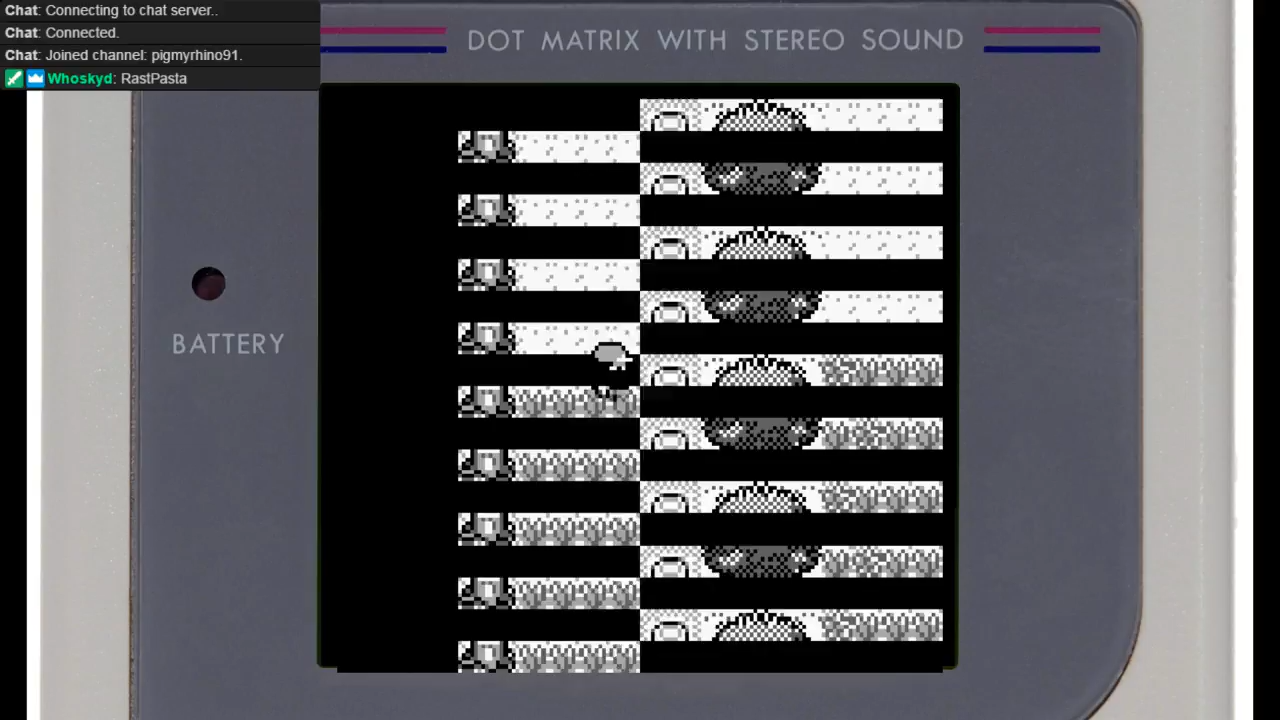 Chat: Connecting to chat server..
Chat: Connected.
Chat: Joined channel: pigmyrhino91.
Whoskyd: RastPasta
DOT MATRIX WITH STEREO SOUND
BATTERY